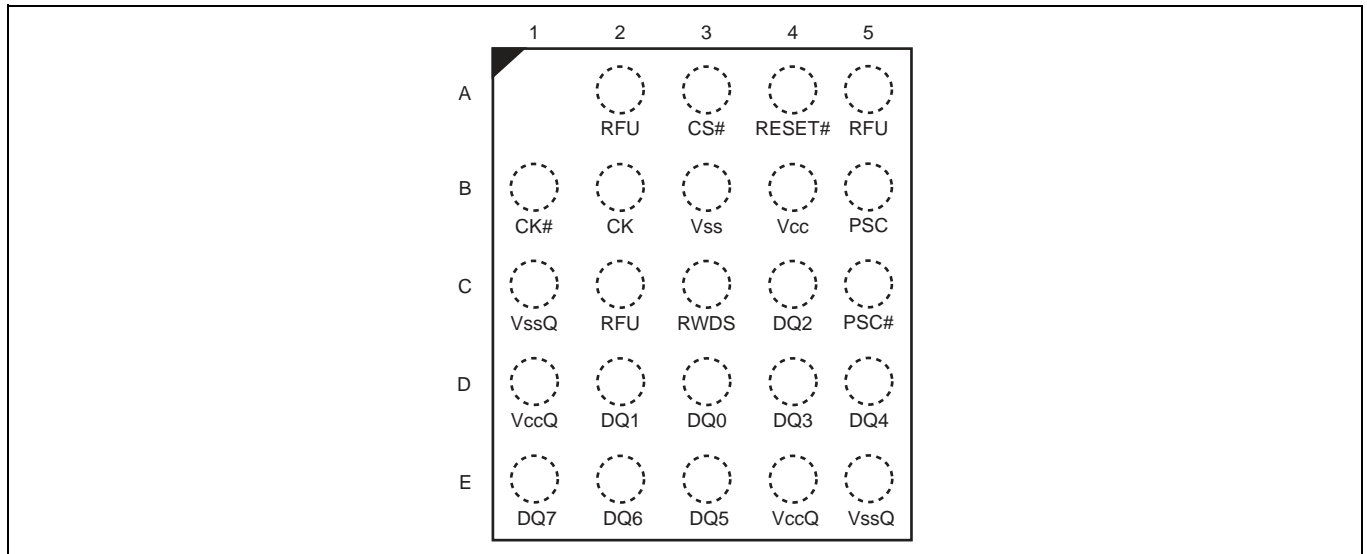 1 2 3 4 5
A
RFU CS# RESET# RFU
B
CK# CK Vss Vcc PSC
C
VssQ RFU RWDS DQ2 PSC#
D
VccQ DQ1 DQ0 DQ3 DQ4
E
DQ7 DQ6 DQ5 VccQ VssQ